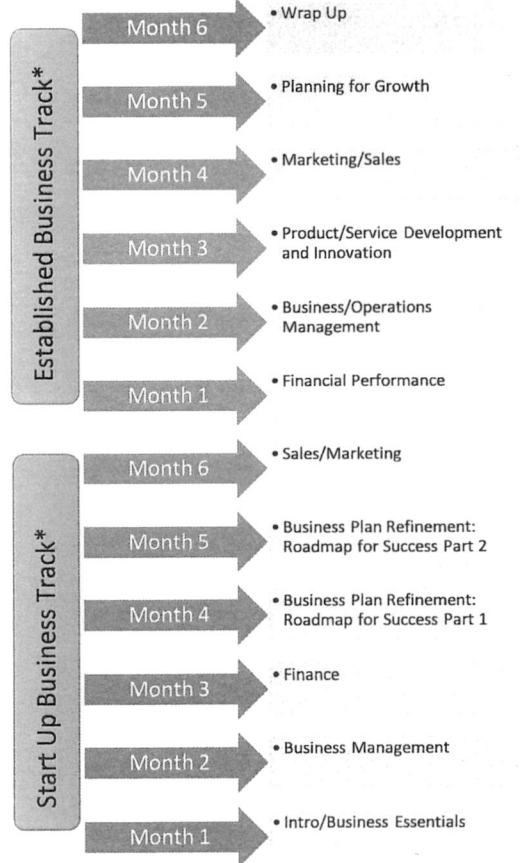 Established Business Track*
Month 6
• Wrap Up
Month 5
• Planning for Growth
Month 4
• Marketing/Sales
Month 3
• Product/Service Development
and Innovation
Month 2
• Business/Operations
Management
Month 1
• Financial Performance
Start Up Business Track*
Month 6
• Sales/Marketing
Month 5
• Business Plan Refinement:
Roadmap for Success Part 2
Month 4
• Business Plan Refinement:
Roadmap for Success Part 1
Month 3
• Finance
Month 2
• Business Management
Month 1
• Intro/Business Essentials